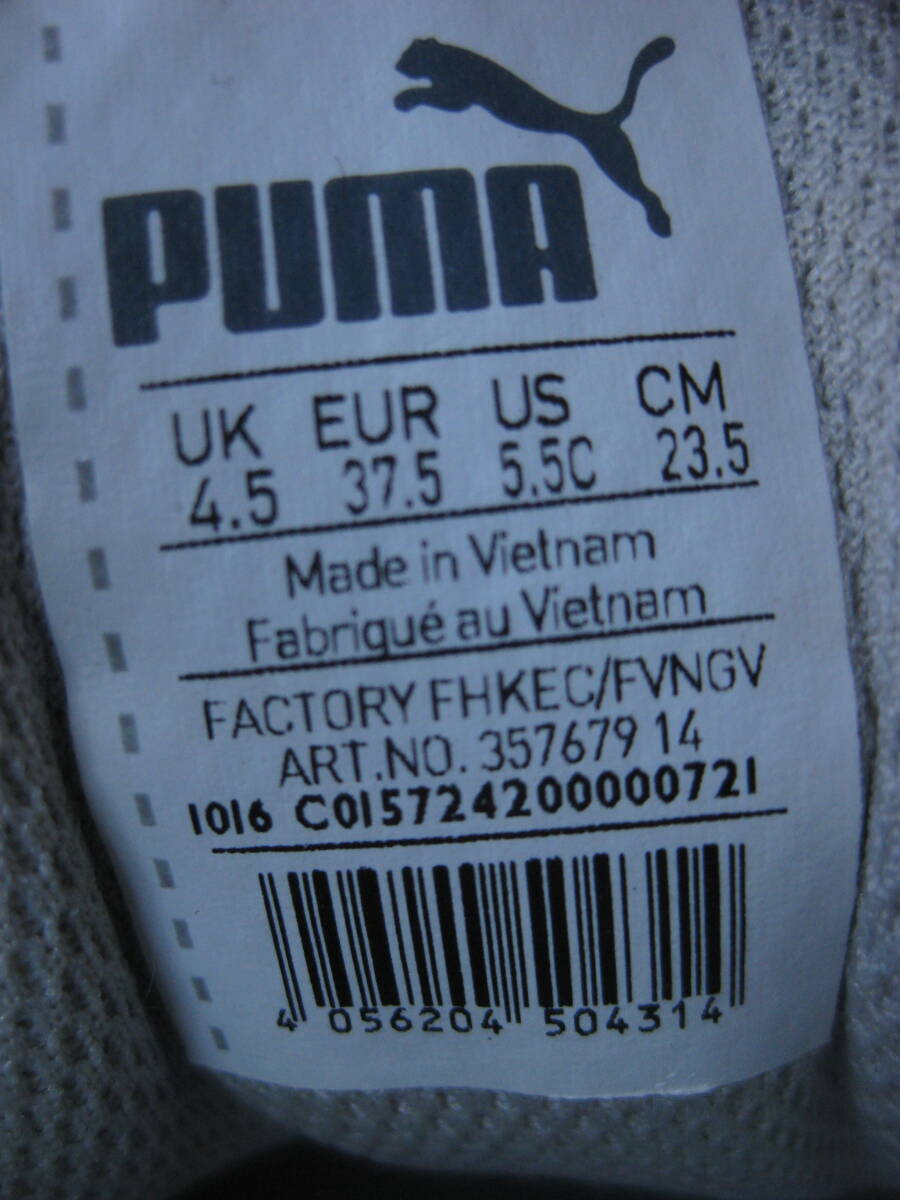 PUMA
UK EUR US CM
4.5 37.5 5.5C 23.5
Made in Vietnam
Fabriqué au Vietnam
FACTORY FHKEC/FVNGV
ART.NO. 357679 14
1016 C015724200000721
4 056204 504314